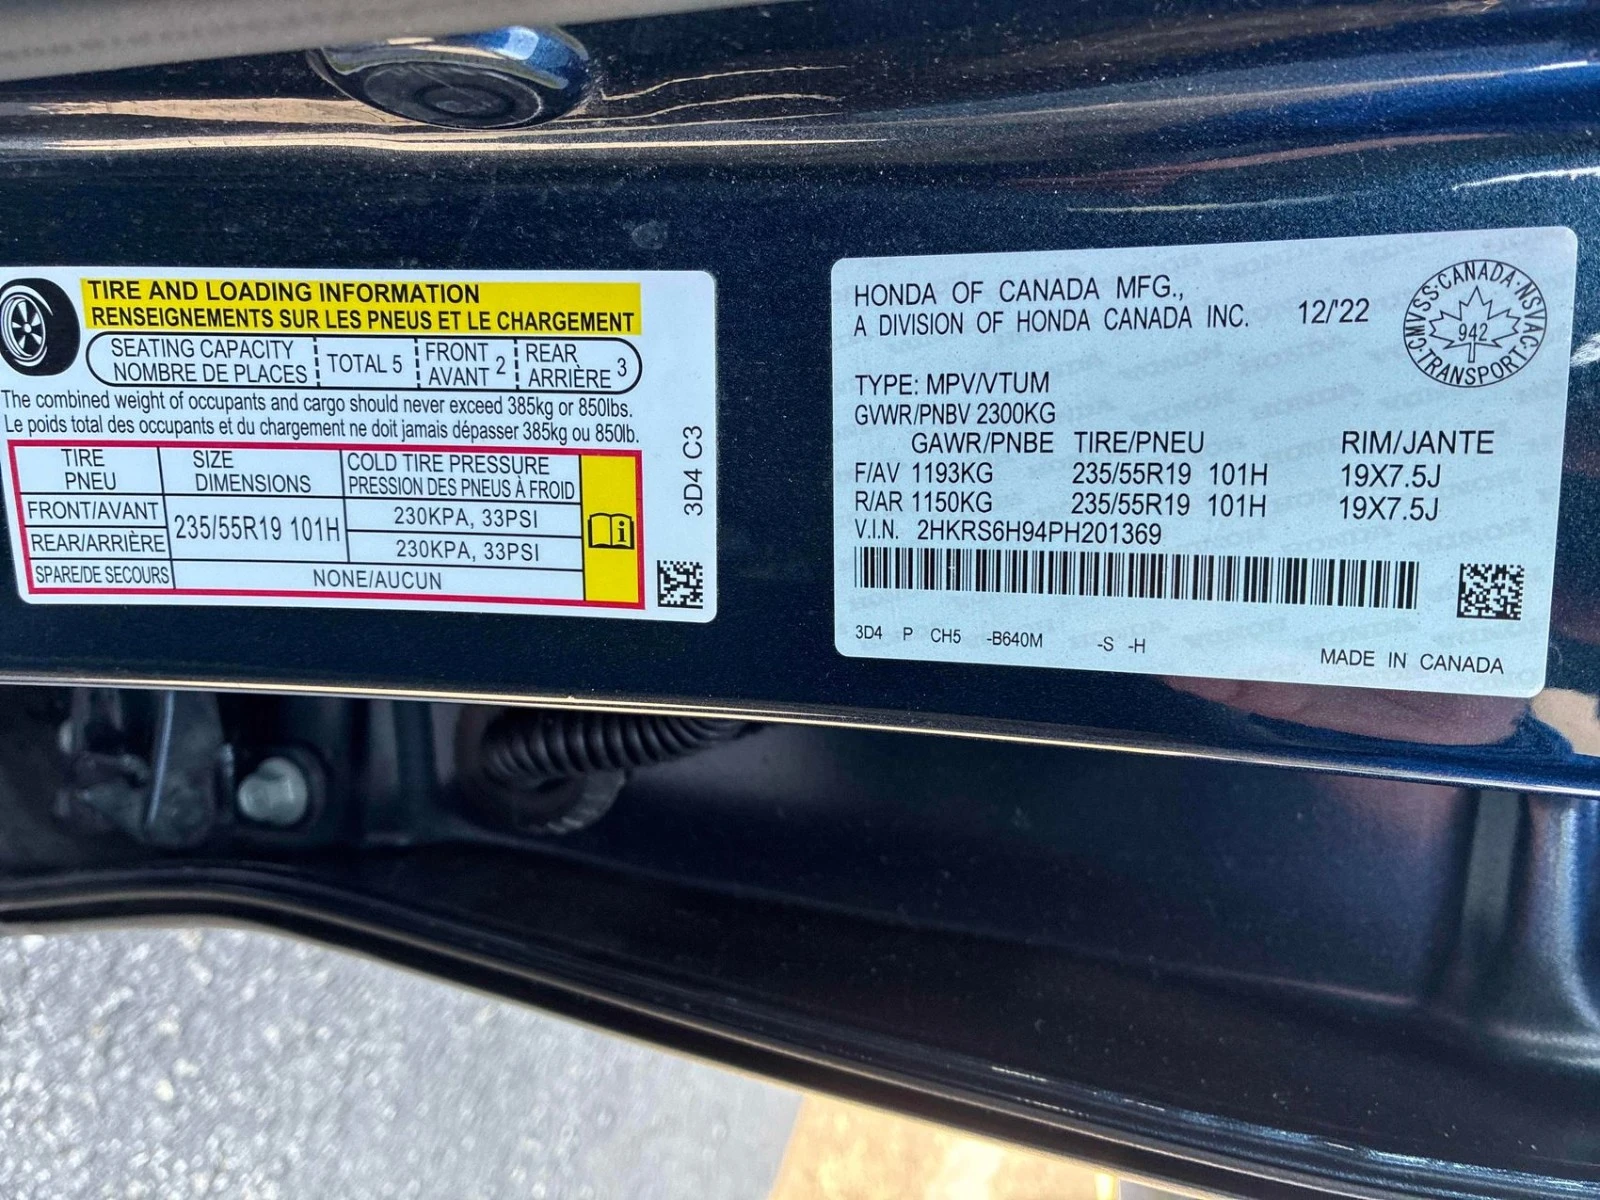 TIRE AND LOADING INFORMATION
RENSEIGNEMENTS SUR LES PNEUS ET LE CHARGEMENT
SEATING CAPACITY
NOMBRE DE PLACES
TOTAL 5
FRONT
AVANT 2
REAR
ARRIÈRE 3
The combined weight of occupants and cargo should never exceed 385kg or 850lbs.
Le poids total des occupants et du chargement ne doit jamais dépasser 385kg ou 850lb.
TIRE
PNEU
SIZE
DIMENSIONS
COLD TIRE PRESSURE
PRESSION DES PNEUS À FROID
FRONT/AVANT
235/55R19 101H
230KPA, 33PSI
REAR/ARRIÈRE
230KPA, 33PSI
SPARE/DE SECOURS
NONE/AUCUN
i
3D4 C3
HONDA OF CANADA MFG.,
A DIVISION OF HONDA CANADA INC. 12/'22
CMVSS·CANADA·NSVAC
942
·TRANSPORT·
TYPE: MPV/VTUM
GVWR/PNBV 2300KG
GAWR/PNBE TIRE/PNEU RIM/JANTE
F/AV 1193KG 235/55R19 101H 19X7.5J
R/AR 1150KG 235/55R19 101H 19X7.5J
V.I.N. 2HKRS6H94PH201369
3D4 P CH5 -B640M -S -H
MADE IN CANADA